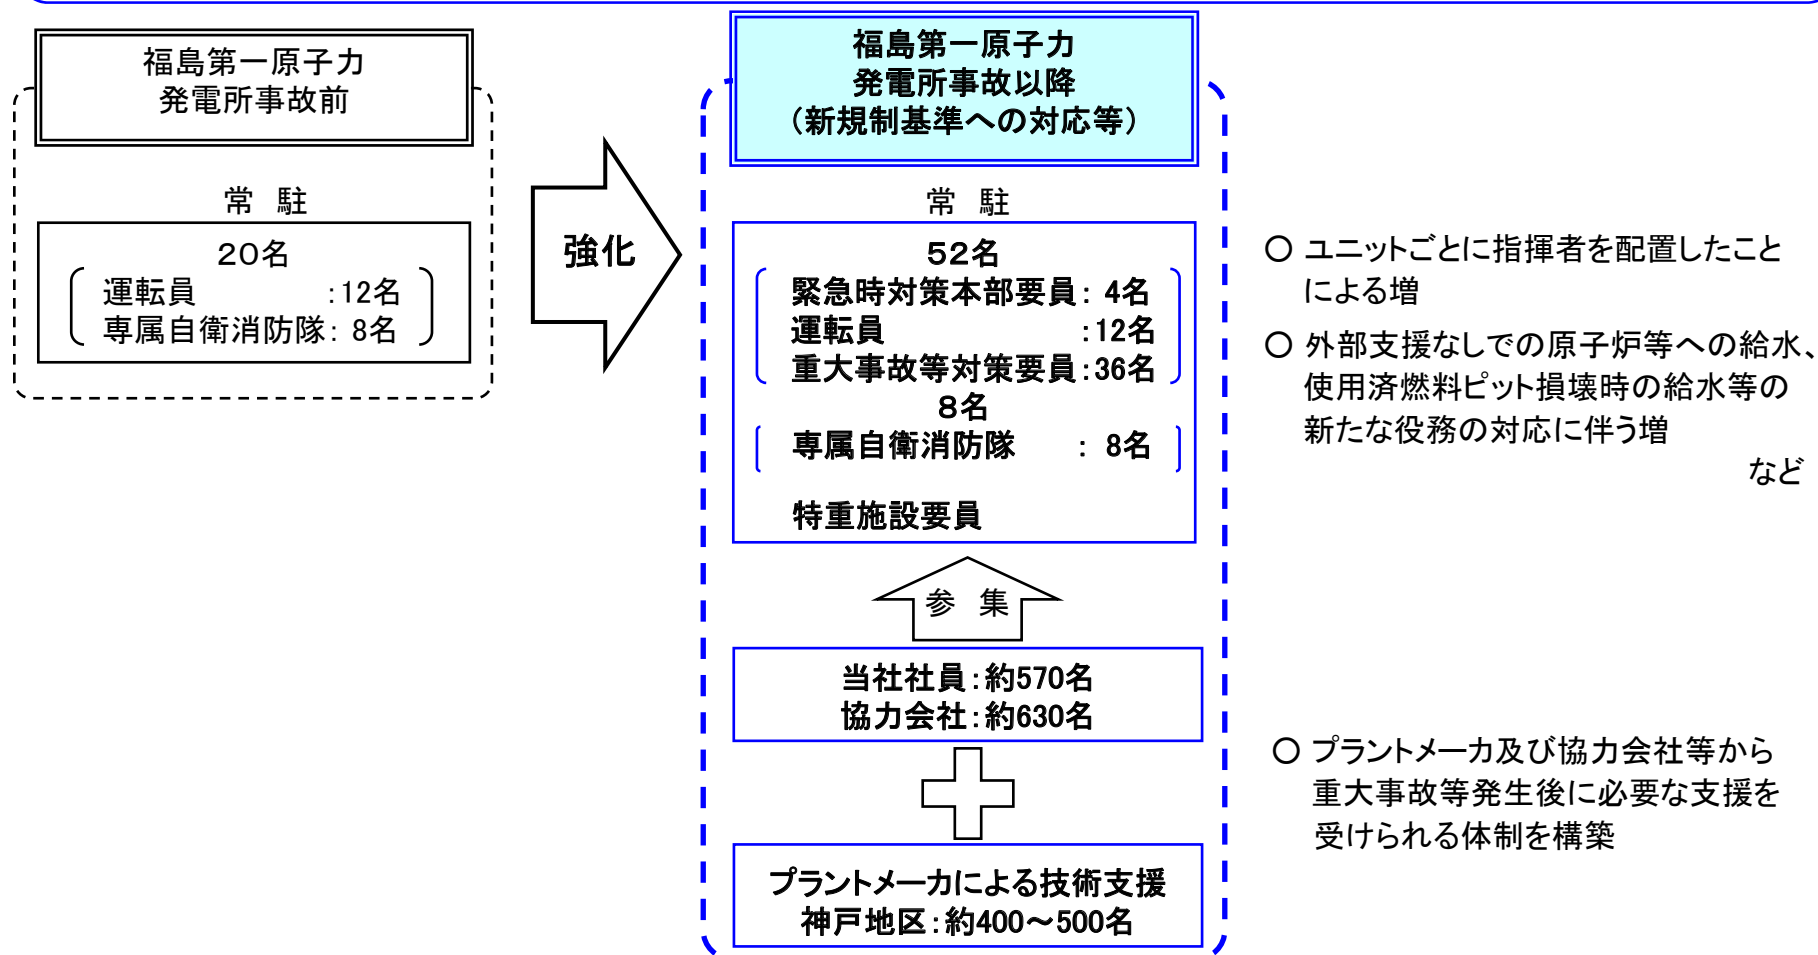 福島第一原子力
発電所事故前
常 駐
20名
運転員 :12名
専属自衛消防隊: 8名
強化
福島第一原子力
発電所事故以降
(新規制基準への対応等)
常 駐
52名
緊急時対策本部要員: 4名
運転員 :12名
重大事故等対策要員:36名
8名
専属自衛消防隊 : 8名
特重施設要員
参 集
当社社員:約570名
協力会社:約630名
プラントメーカによる技術支援
神戸地区:約400~500名
○ ユニットごとに指揮者を配置したこと
による増
○ 外部支援なしでの原子炉等への給水、
使用済燃料ピット損壊時の給水等の
新たな役務の対応に伴う増
など
○ プラントメーカ及び協力会社等から
重大事故等発生後に必要な支援を
受けられる体制を構築